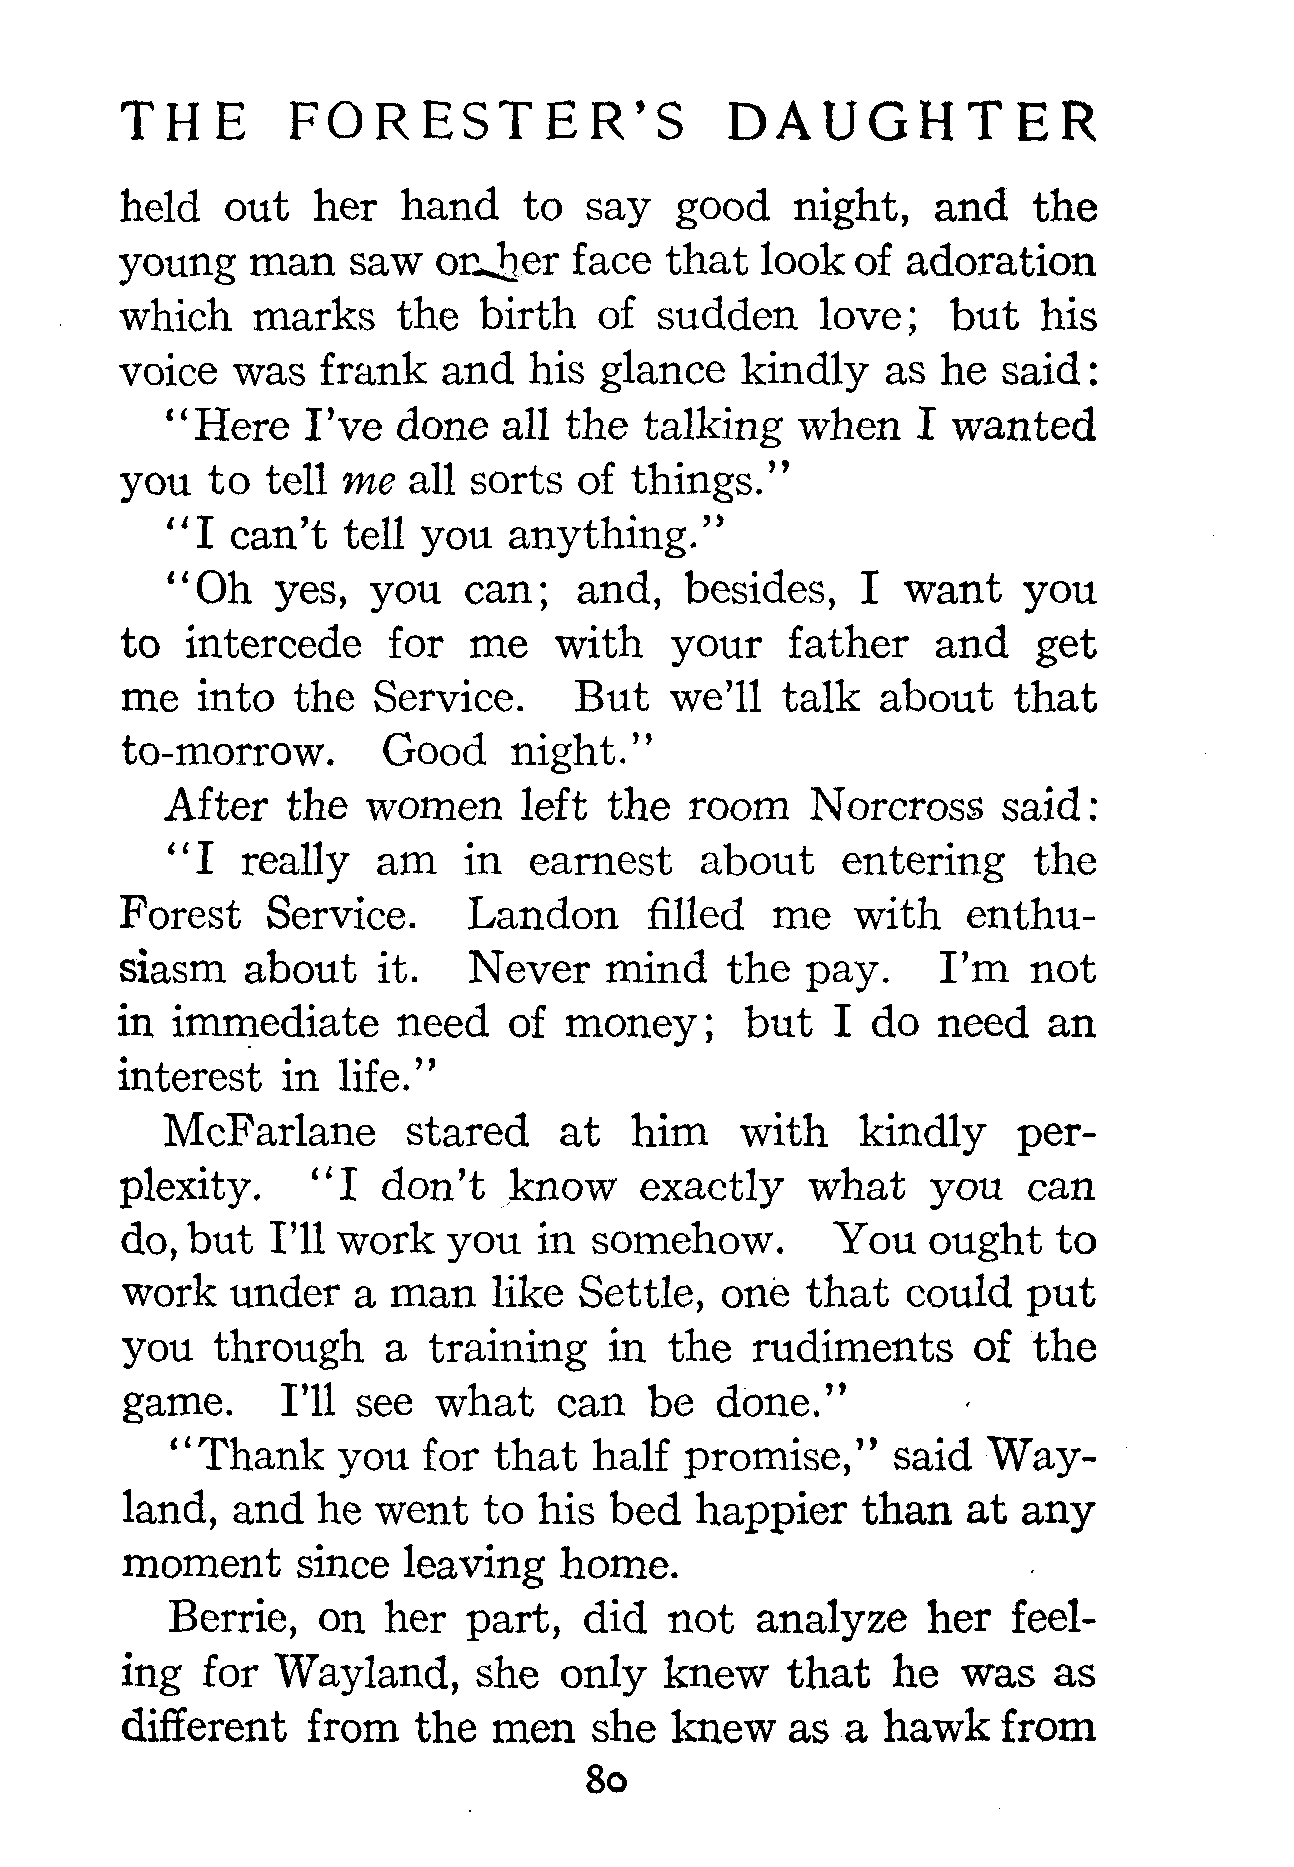 THE FORESTER'S DAUGHTER
held out her hand to say good night, and the
young man saw on her face that look of adoration
which marks the birth of sudden love; but his
voice was frank and his glance kindly as he said:
"Here I've done all the talking when I wanted
you to tell me all sorts of things."
"I can't tell you anything."
"Oh yes, you can; and, besides, I want you
to intercede for me with your father and get
me into the Service. But we'll talk about that
to-morrow. Good night."
After the women left the room Norcross said:
"I really am in earnest about entering the
Forest Service. Landon filled me with enthu-
siasm about it. Never mind the pay. I'm not
in immediate need of money; but I do need an
interest in life."
McFarlane stared at him with kindly per-
plexity. "I don't know exactly what you can
do, but I'll work you in somehow. You ought to
work under a man like Settle, one that could put
you through a training in the rudiments of the
game. I'll see what can be done."
"Thank you for that half promise," said Way-
land, and he went to his bed happier than at any
moment since leaving home.
Berrie, on her part, did not analyze her feel-
ing for Wayland, she only knew that he was as
different from the men she knew as a hawk from
80